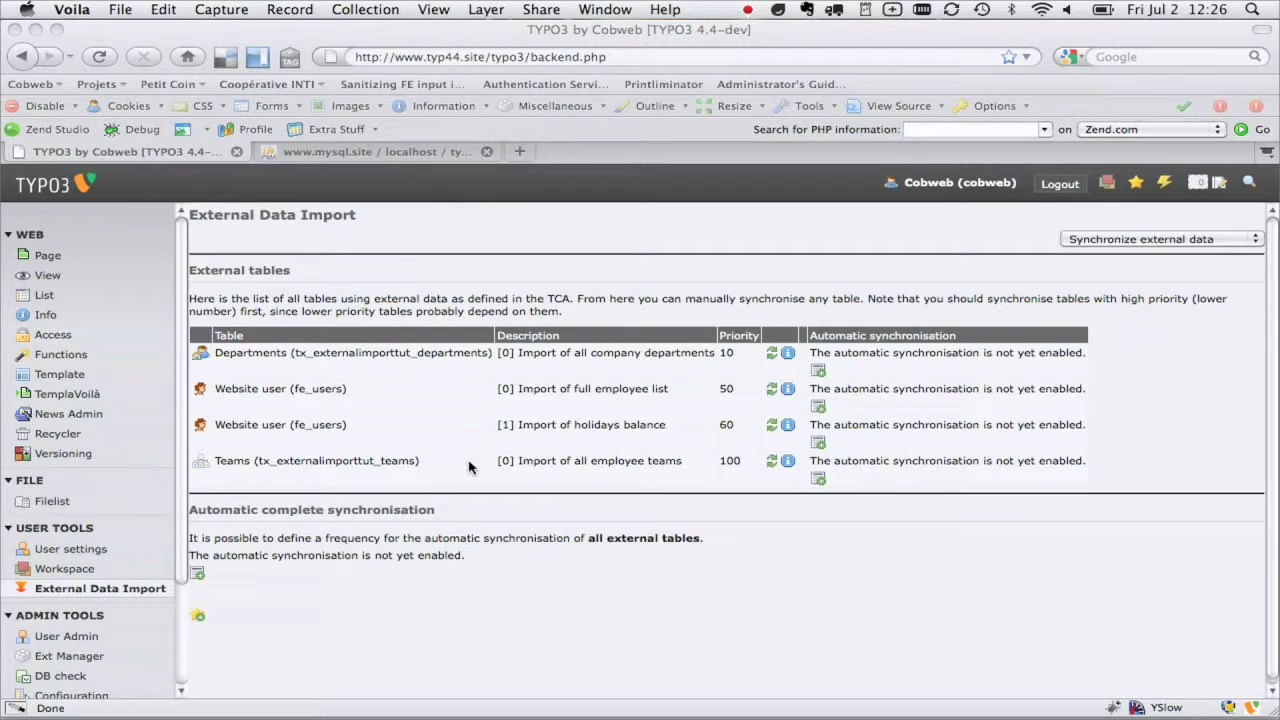 Voila File Edit Capture Record Collection View Layer Share Window Help Fri Jul 2 12:26
TYPO3 by Cobweb [TYPO3 4.4-dev]
http://www.typ44.site/typo3/backend.php Google
Cobweb Projets Petit Coin Coopérative INTI Sanitizing FE input i... Authentication Servi... Printliminator Administrator's Guid...
Disable Cookies CSS Forms Images Information Miscellaneous Outline Resize Tools View Source Options
Zend Studio Debug Profile Extra Stuff Search for PHP information: on Zend.com Go
TYPO3 by Cobweb [TYPO3 4.4-... www.mysql.site / localhost / ty...
TYPO3 Cobweb (cobweb) Logout 0
WEB
Page
View
List
Info
Access
Functions
Template
TemplaVoilà
News Admin
Recycler
Versioning
FILE
Filelist
USER TOOLS
User settings
Workspace
External Data Import
ADMIN TOOLS
User Admin
Ext Manager
DB check
Configuration
External Data Import
Synchronize external data
External tables
Here is the list of all tables using external data as defined in the TCA. From here you can manually synchronise any table. Note that you should synchronise tables with high priority (lower
number) first, since lower priority tables probably depend on them.
Table Description Priority Automatic synchronisation
Departments (tx_externalimporttut_departments) [0] Import of all company departments 10 The automatic synchronisation is not yet enabled.
Website user (fe_users) [0] Import of full employee list 50 The automatic synchronisation is not yet enabled.
Website user (fe_users) [1] Import of holidays balance 60 The automatic synchronisation is not yet enabled.
Teams (tx_externalimporttut_teams) [0] Import of all employee teams 100 The automatic synchronisation is not yet enabled.
Automatic complete synchronisation
It is possible to define a frequency for the automatic synchronisation of all external tables.
The automatic synchronisation is not yet enabled.
Done YSlow